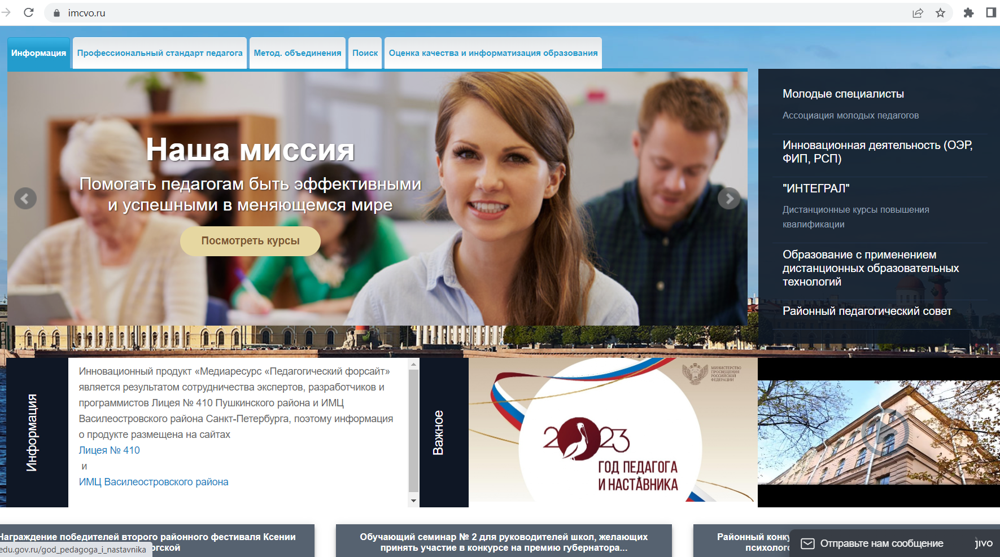 imcvo.ru
Информация
Профессиональный стандарт педагога
Метод. объединения
Поиск
Оценка качества и информатизация образования
Наша миссия
Помогать педагогам быть эффективными
и успешными в меняющемся мире
Посмотреть курсы
Молодые специалисты
Ассоциация молодых педагогов
Инновационная деятельность (ОЭР,
ФИП, РСП)
"ИНТЕГРАЛ"
Дистанционные курсы повышения
квалификации
Образование с применением
дистанционных образовательных
технологий
Районный педагогический совет
Информация
Инновационный продукт «Медиаресурс «Педагогический форсайт»
является результатом сотрудничества экспертов, разработчиков и
программистов Лицея № 410 Пушкинского района и ИМЦ
Василеостровского района Санкт-Петербурга, поэтому информация
о продукте размещена на сайтах
Лицея № 410
и
ИМЦ Василеостровского района
Важное
МИНИСТЕРСТВО
ПРОСВЕЩЕНИЯ
РОССИЙСКОЙ
ФЕДЕРАЦИИ
2023
ГОД ПЕДАГОГА
И НАСТАВНИКА
Награждение победителей второго районного фестиваля Ксении
ргской
edu.gov.ru/god_pedagoga_i_nastavnika
Обучающий семинар № 2 для руководителей школ, желающих
принять участие в конкурсе на премию губернатора...
Районный конку
психолог
Отправьте нам сообщение
jivo